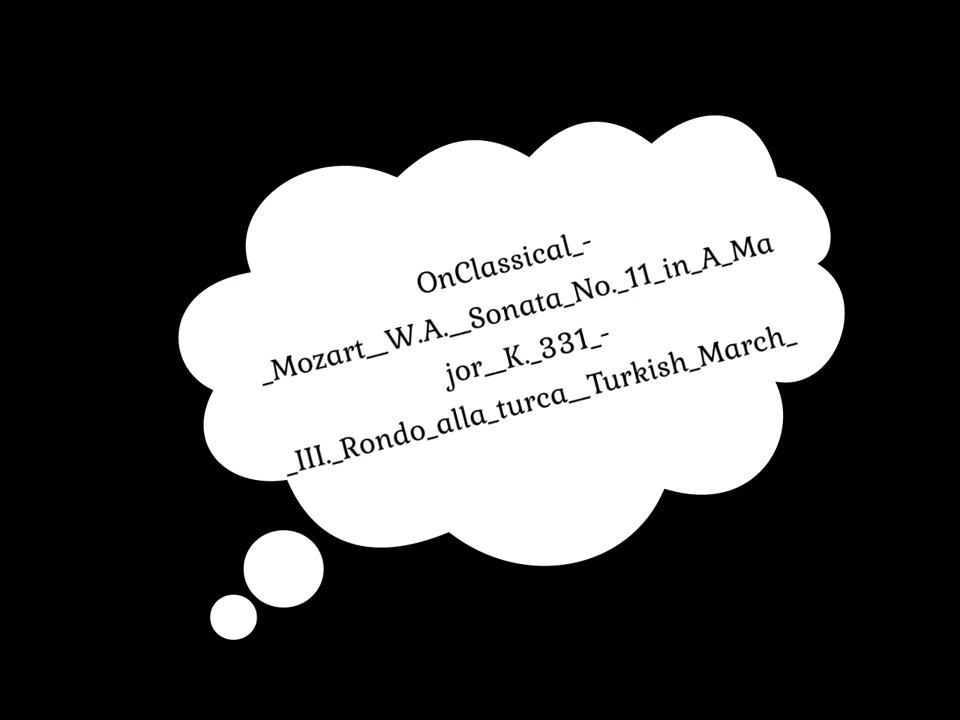 OnClassical_-
_Mozart__W.A.__Sonata_No._11_in_A_Ma
jor__K._331_-
_III._Rondo_alla_turca__Turkish_March_